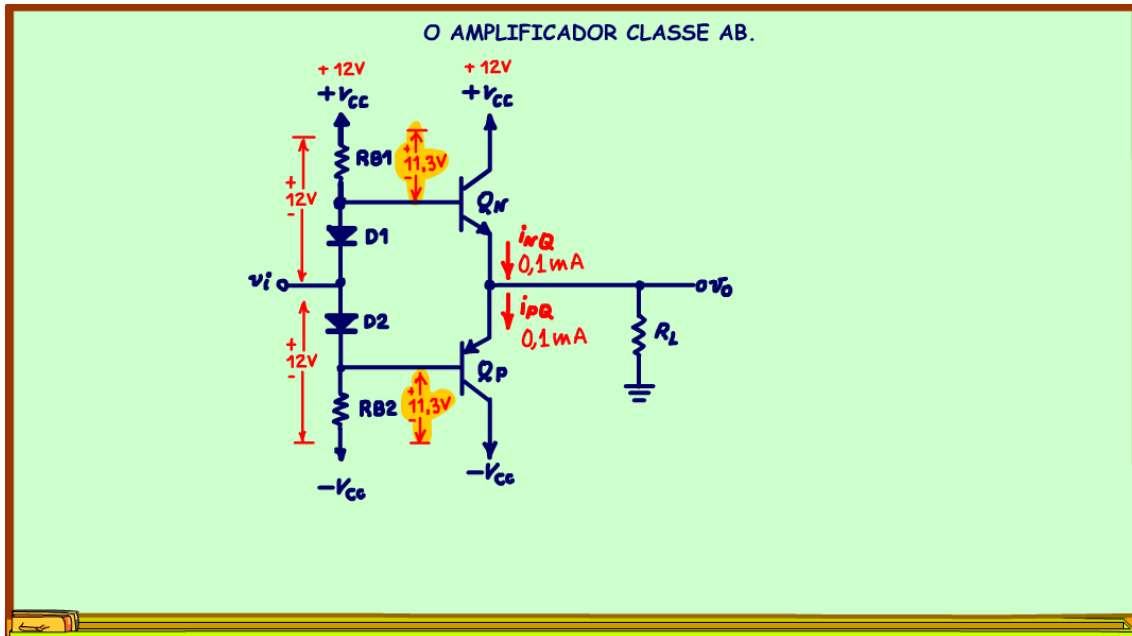 O AMPLIFICADOR CLASSE AB.
+ 12V
+ 12V
+VCC
+VCC
RB1
+
11,3V
-
+
12V
-
QN
D1
iNQ
0,1mA
vi
vo
iPQ
0,1mA
D2
RL
+
12V
-
QP
RB2
+
11,3V
-
-VCC
-VCC